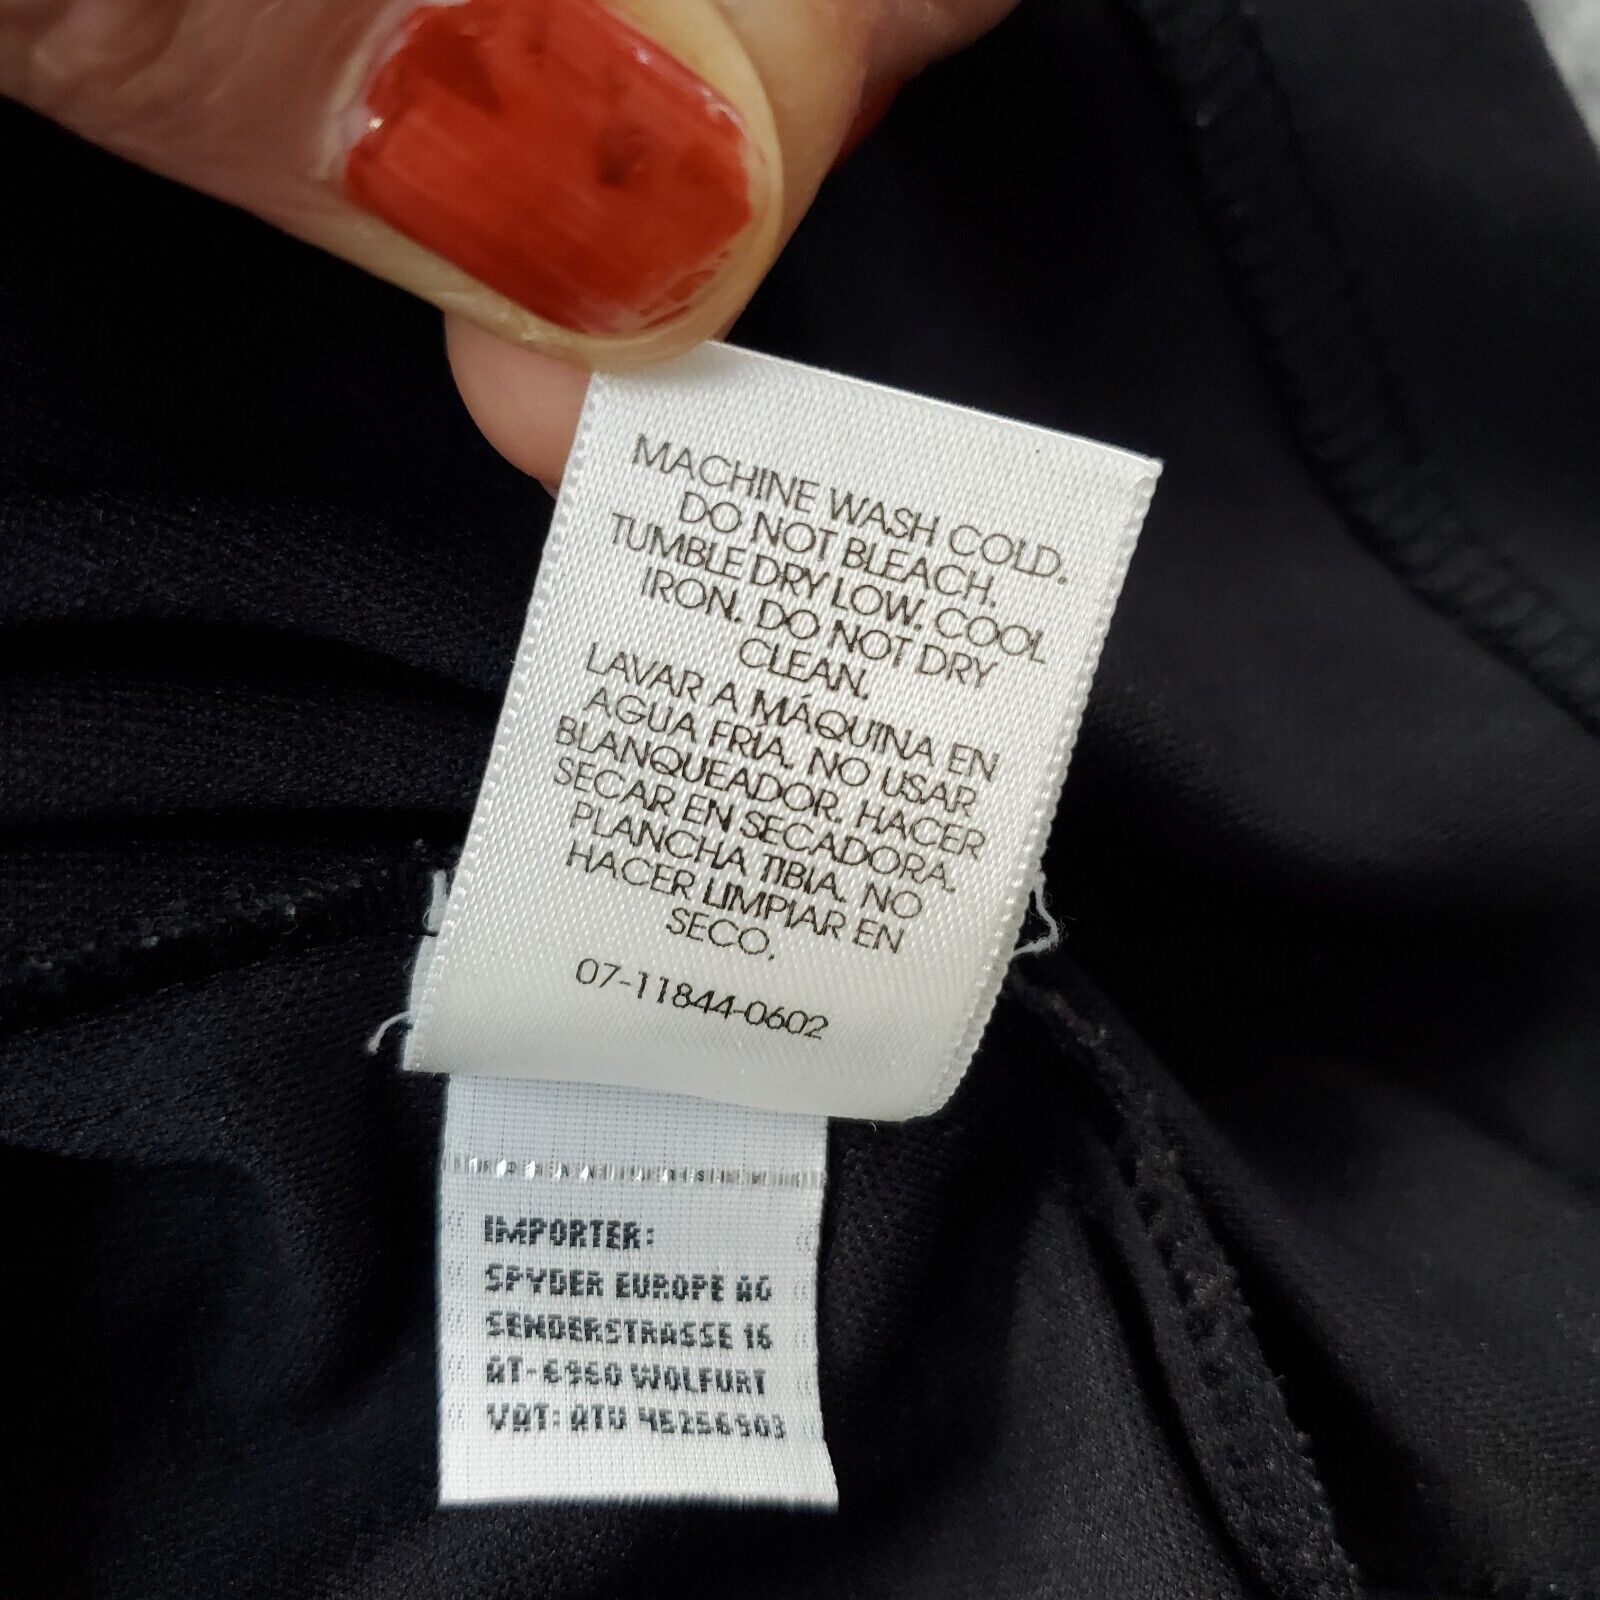 MACHINE WASH COLD.
DO NOT BLEACH.
TUMBLE DRY LOW. COOL
IRON. DO NOT DRY
CLEAN.
LAVAR A MÁQUINA EN
AGUA FRÍA. NO USAR
BLANQUEADOR. HACER
SECAR EN SECADORA.
PLANCHA TIBIA. NO
HACER LIMPIAR EN
SECO.
07-11844-0602
IMPORTER:
SPYDER EUROPE AG
SENDERSTRASSE 16
AT-6960 WOLFURT
VAT: ATU 45256903